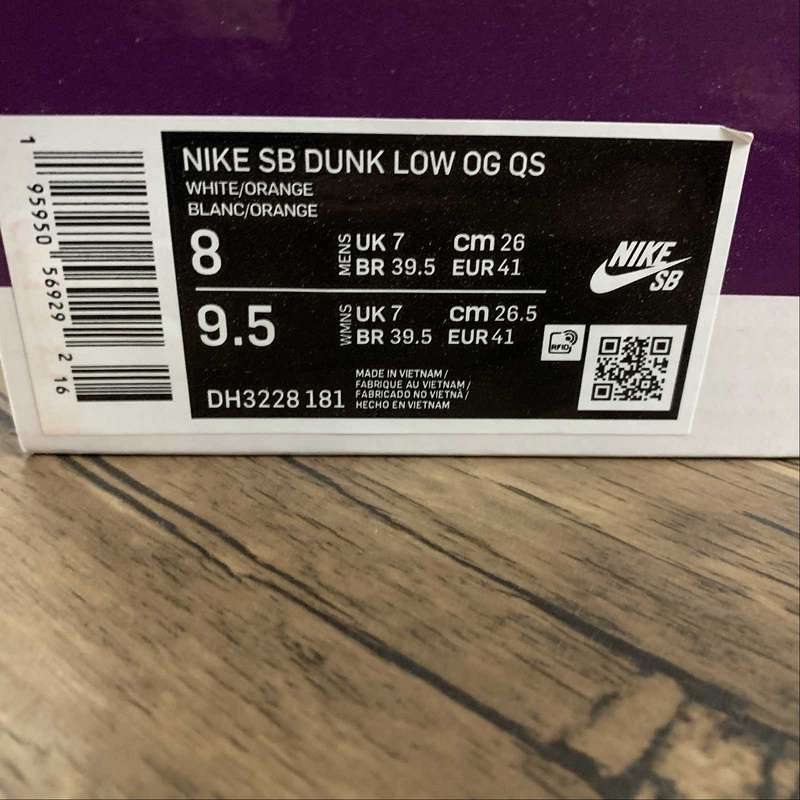 NIKE SB DUNK LOW OG QS
WHITE/ORANGE
BLANC/ORANGE
8
MENS
UK 7 cm 26
BR 39.5 EUR 41
9.5
WMNS
UK 7 cm 26.5
BR 39.5 EUR 41
DH3228 181
MADE IN VIETNAM /
FABRIQUE AU VIETNAM /
FABRICADO NO VIETNÃ /
HECHO EN VIETNAM
NIKE
SB
RFID
1 95950 56929 2 16